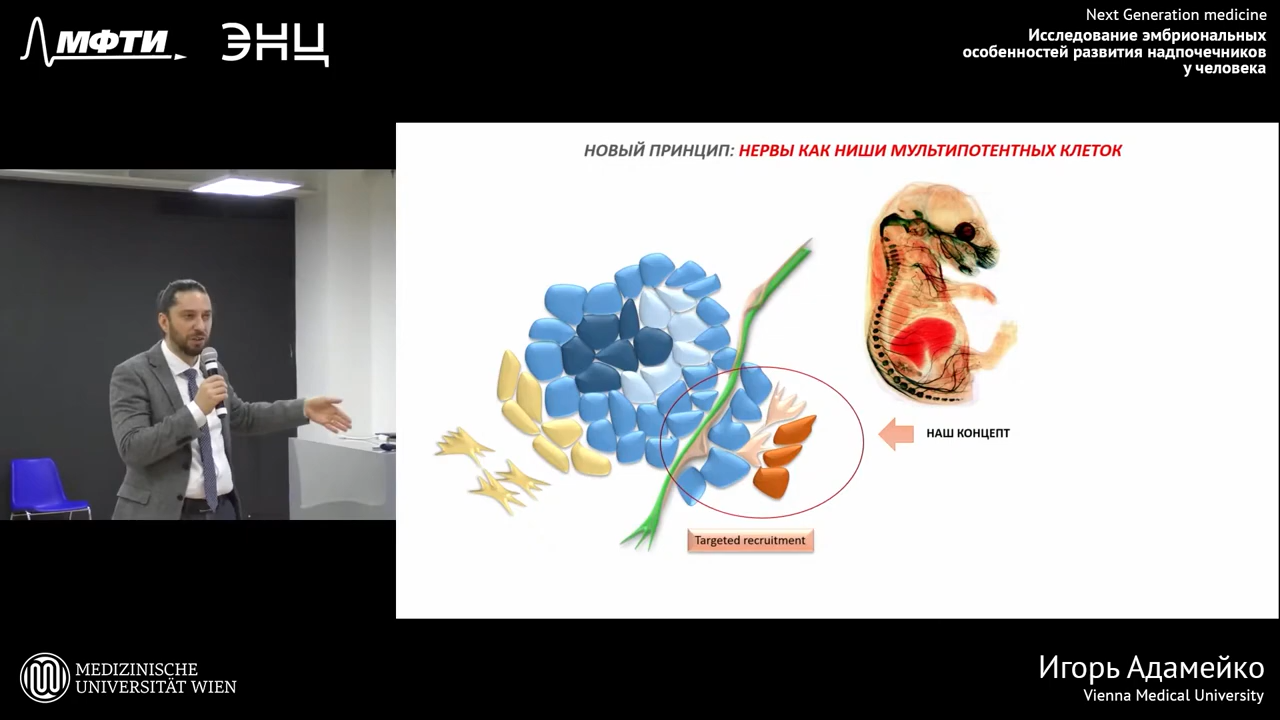 МФТИ
ЭНЦ
Next Generation medicine
Исследование эмбриональных
особенностей развития надпочечников
у человека
НОВЫЙ ПРИНЦИП: НЕРВЫ КАК НИШИ МУЛЬТИПОТЕНТНЫХ КЛЕТОК
НАШ КОНЦЕПТ
Targeted recruitment
MEDIZINISCHE
UNIVERSITÄT WIEN
Игорь Адамейко
Vienna Medical University